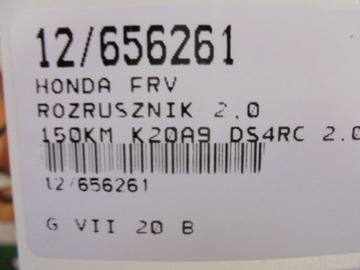 12/656261
HONDA FRV
ROZRUSZNIK 2.0
150KM K20A9 DS4RC 2.0
12/656261
G VII 20 B